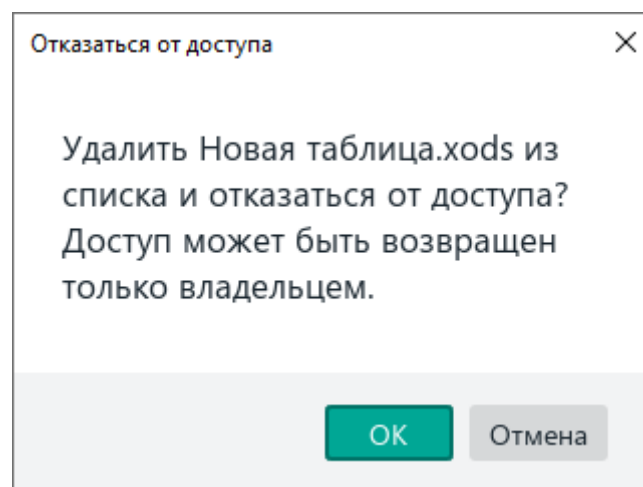 Отказаться от доступа
Удалить Новая таблица.xods из
списка и отказаться от доступа?
Доступ может быть возвращен
только владельцем.
ОК
Отмена